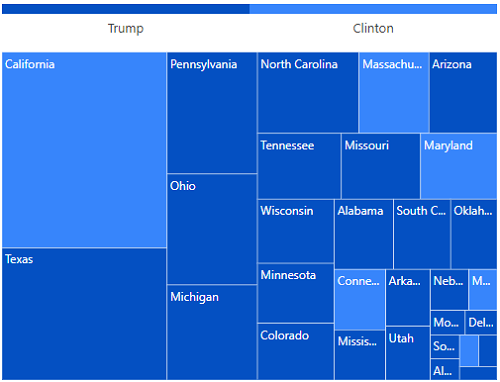 Trump
Clinton
California
Pennsylvania
North Carolina
Massachu...
Arizona
Tennessee
Missouri
Maryland
Ohio
Wisconsin
Alabama
South C...
Oklah...
Texas
Minnesota
Conne...
Arka...
Neb...
M...
Michigan
Mo...
Del...
Colorado
Missis...
Utah
So...
Al...